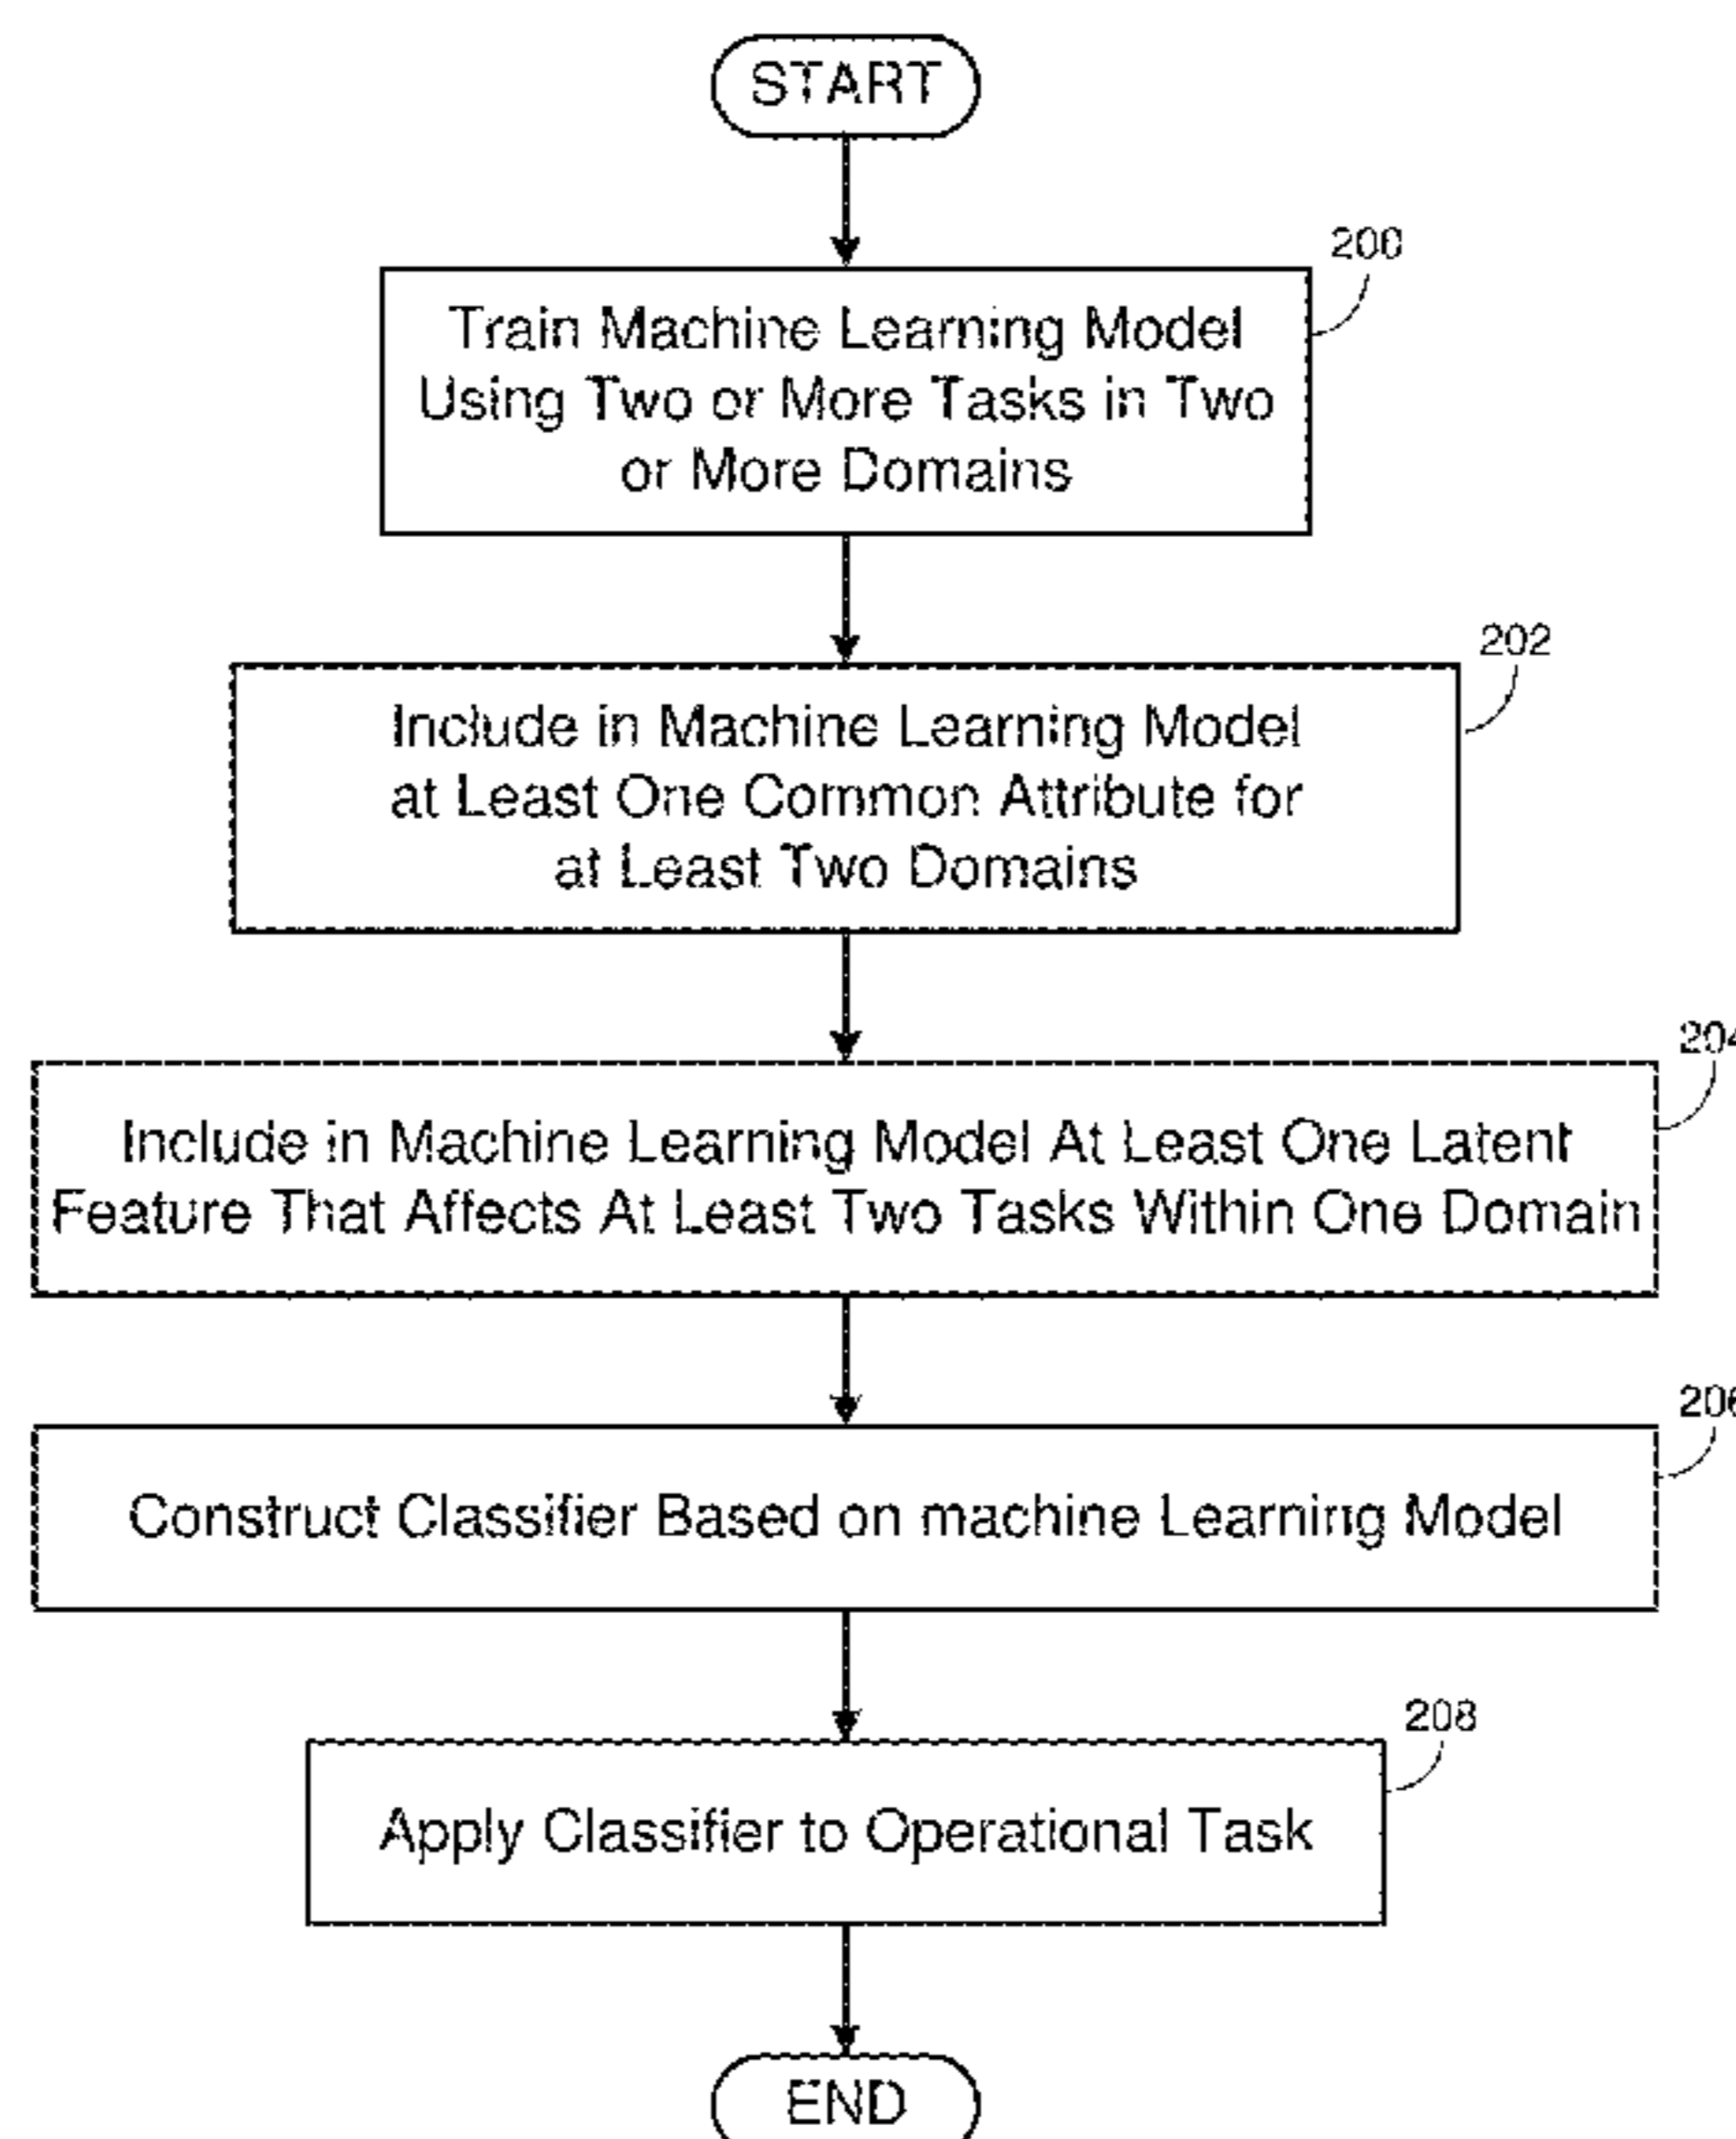 START
200
Train Machine Learning Model
Using Two or More Tasks in Two
or More Domains
202
Include in Machine Learning Model
at Least One Common Attribute for
at Least Two Domains
204
Include in Machine Learning Model At Least One Latent
Feature That Affects At Least Two Tasks Within One Domain
206
Construct Classifier Based on machine Learning Model
208
Apply Classifier to Operational Task
END